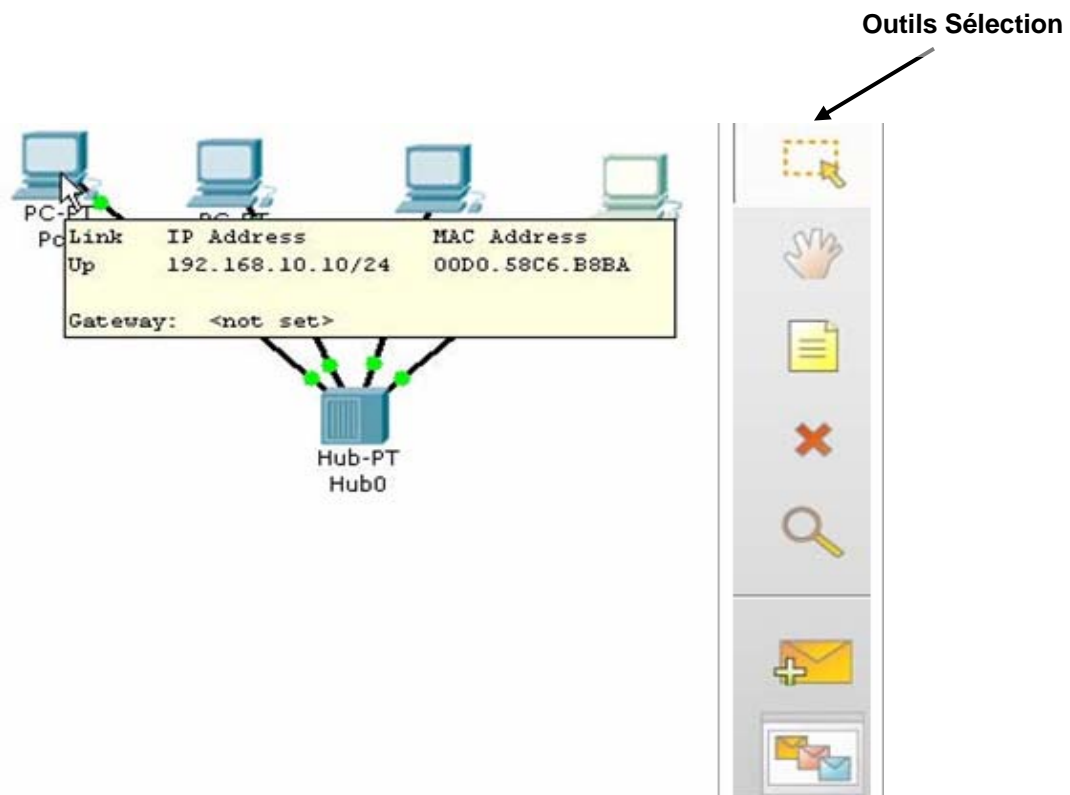 Outils Sélection
PC-PT
PC-PT
Link IP Address MAC Address
Up 192.168.10.10/24 00D0.58C6.B8BA
Gateway: <not set>
Hub-PT
Hub0